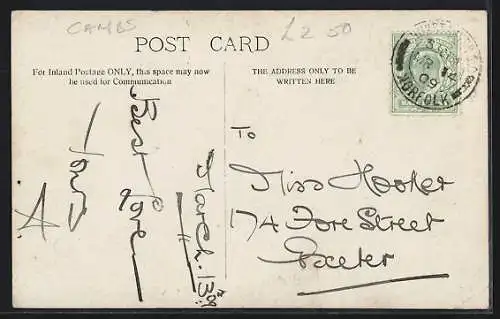 CAMBS
£2.50
POST CARD
For Inland Postage ONLY, this space may now
be used for Communication
THE ADDRESS ONLY TO BE
WRITTEN HERE
NORFOLK
14
09
March. 13th
Best Love
A.
To
Miss Hooker
174 Fore Street
Exeter